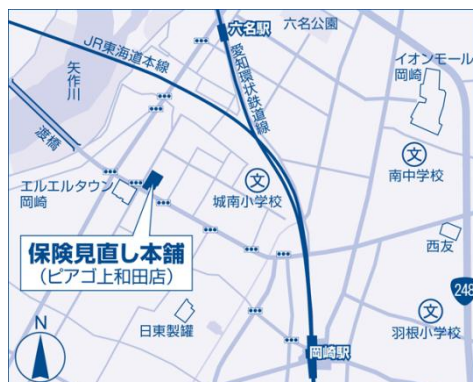 六名駅
六名公園
JR東海道本線
愛知環状鉄道線
イオンモール
岡崎
矢作川
渡橋
文
城南小学校
文
南中学校
エルエルタウン
岡崎
保険見直し本舗
(ピアゴ上和田店)
西友
248
日東製罐
文
羽根小学校
N
岡崎駅